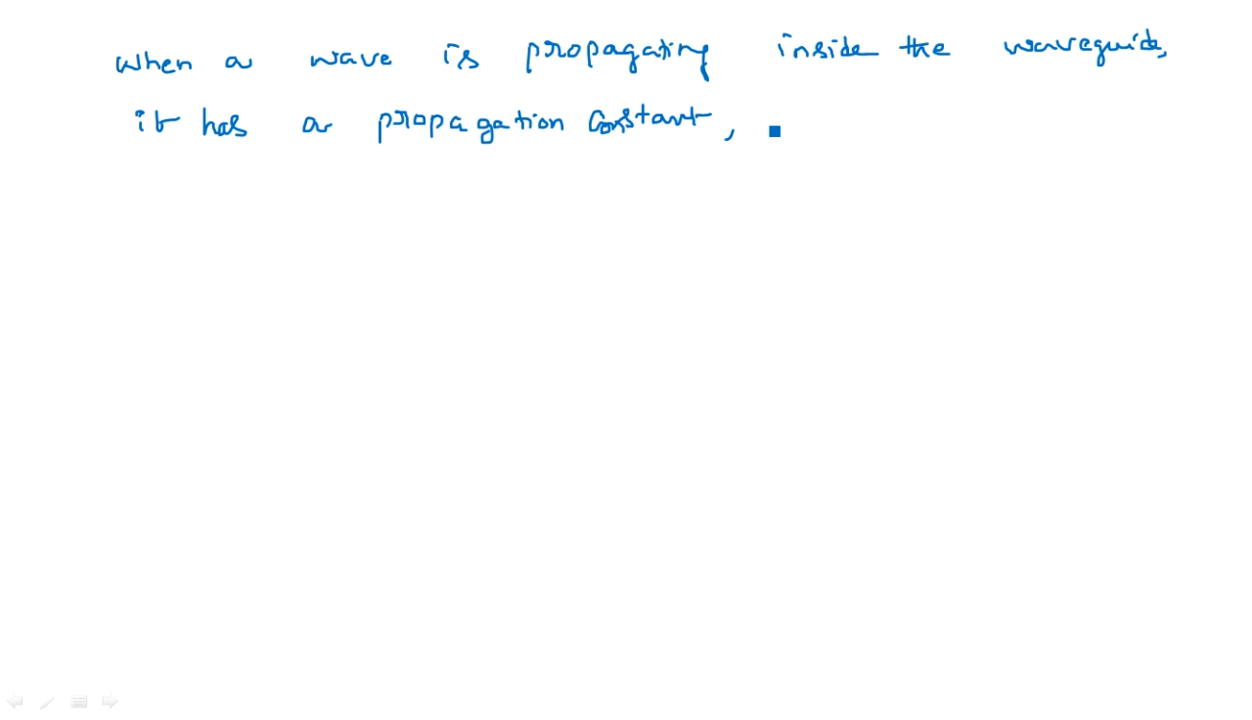 when a wave is propagating inside the waveguide,
it has a propagation constant,